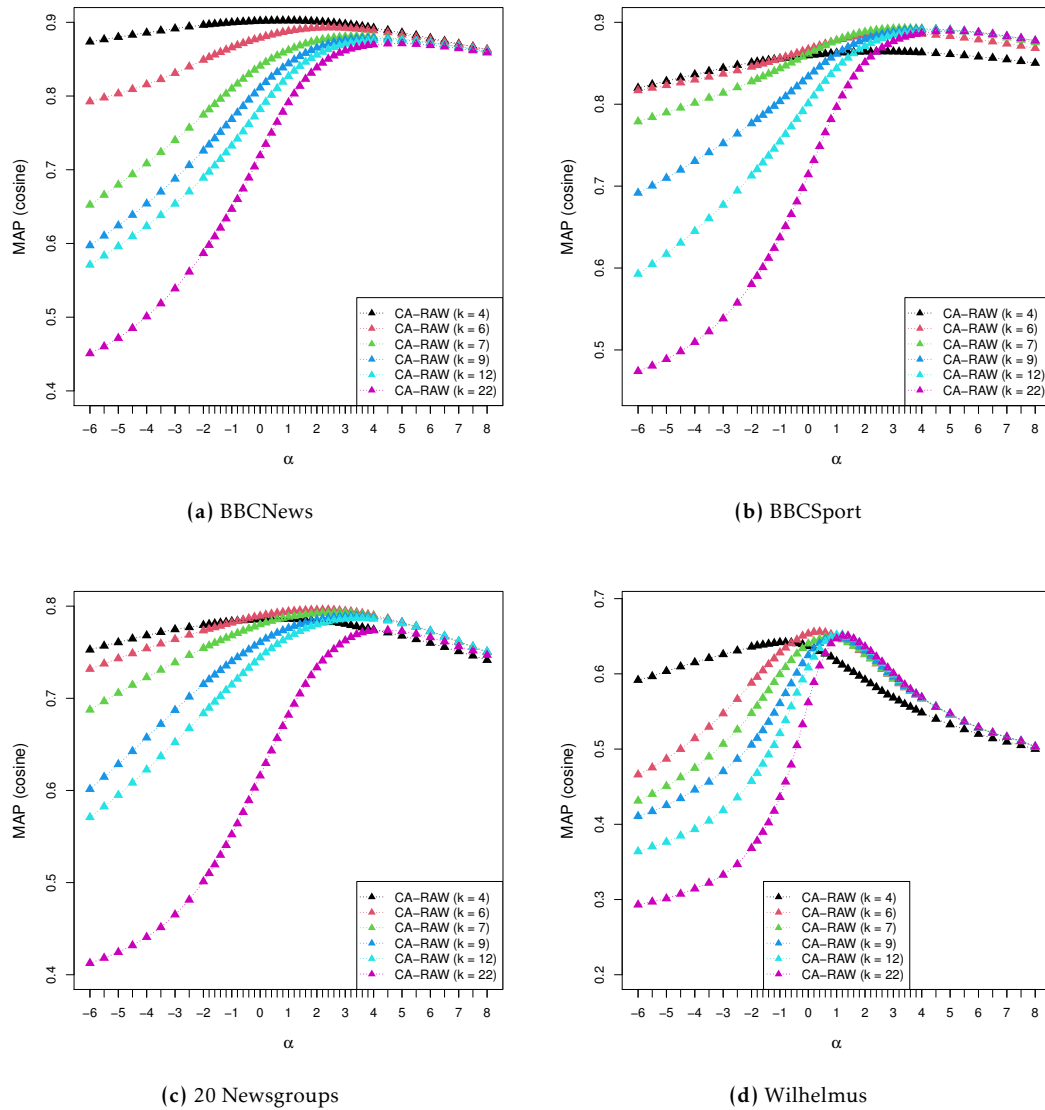 MAP (cosine)
0.9
0.8
0.7
0.6
0.5
0.4
CA−RAW (k = 4)
CA−RAW (k = 6)
CA−RAW (k = 7)
CA−RAW (k = 9)
CA−RAW (k = 12)
CA−RAW (k = 22)
−6 −5 −4 −3 −2 −1 0 1 2 3 4 5 6 7 8
α
(a) BBCNews
MAP (cosine)
0.9
0.8
0.7
0.6
0.5
CA−RAW (k = 4)
CA−RAW (k = 6)
CA−RAW (k = 7)
CA−RAW (k = 9)
CA−RAW (k = 12)
CA−RAW (k = 22)
−6 −5 −4 −3 −2 −1 0 1 2 3 4 5 6 7 8
α
(b) BBCSport
MAP (cosine)
0.8
0.7
0.6
0.5
0.4
CA−RAW (k = 4)
CA−RAW (k = 6)
CA−RAW (k = 7)
CA−RAW (k = 9)
CA−RAW (k = 12)
CA−RAW (k = 22)
−6 −5 −4 −3 −2 −1 0 1 2 3 4 5 6 7 8
α
(c) 20 Newsgroups
MAP (cosine)
0.7
0.6
0.5
0.4
0.3
0.2
CA−RAW (k = 4)
CA−RAW (k = 6)
CA−RAW (k = 7)
CA−RAW (k = 9)
CA−RAW (k = 12)
CA−RAW (k = 22)
−6 −5 −4 −3 −2 −1 0 1 2 3 4 5 6 7 8
α
(d) Wilhelmus